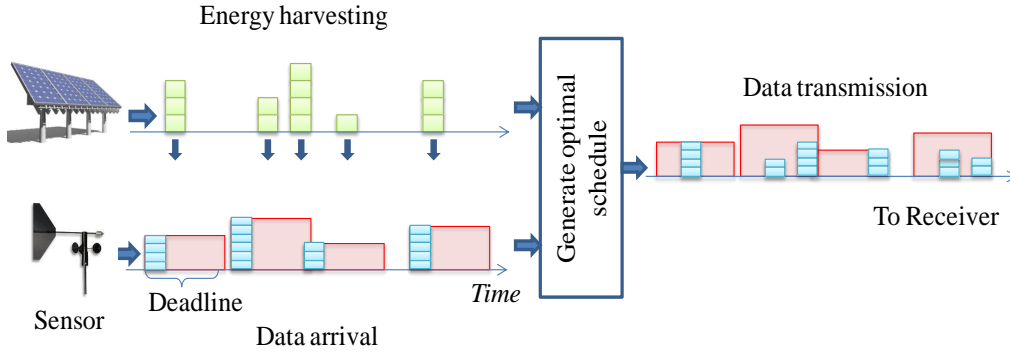 Energy harvesting
Generate optimal
schedule
Data transmission
To Receiver
Time
Deadline
Sensor
Data arrival